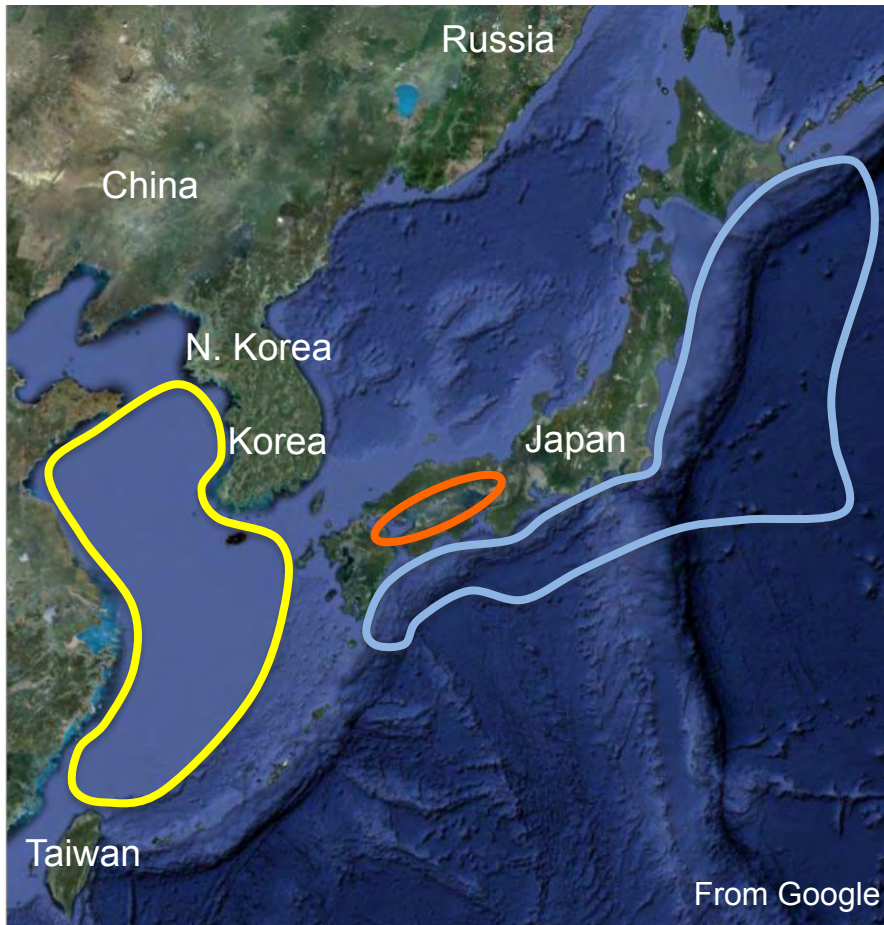 Russia
China
N. Korea
Korea
Japan
Taiwan
From Google